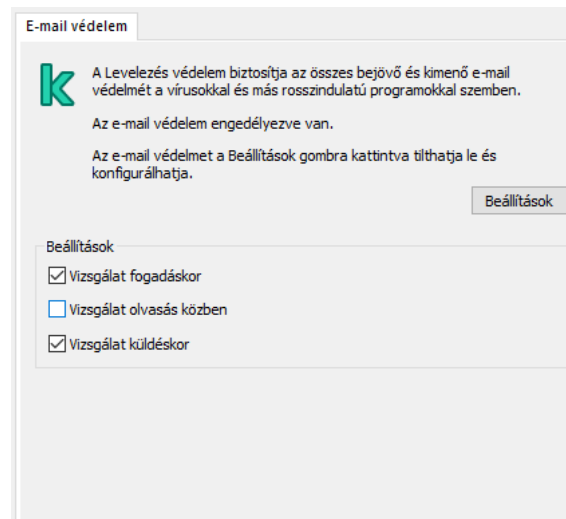 E-mail védelem
A Levelezés védelem biztosítja az összes bejövő és kimenő e-mail
védelmét a vírusokkal és más rosszindulatú programokkal szemben.
Az e-mail védelem engedélyezve van.
Az e-mail védelmet a Beállítások gombra kattintva tilthatja le és
konfigurálhatja.
Beállítások
Beállítások
Vizsgálat fogadáskor
Vizsgálat olvasás közben
Vizsgálat küldéskor